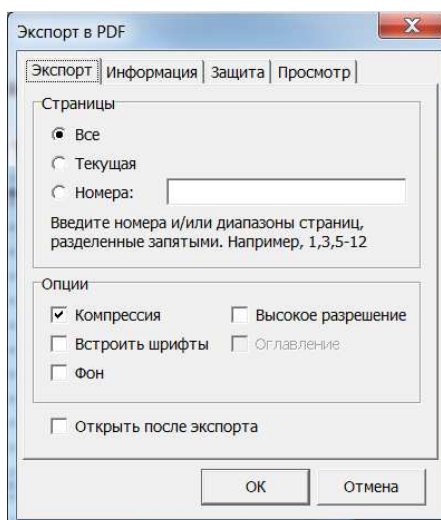 Экспорт в PDF
Экспорт Информация Защита Просмотр
Страницы
Все
Текущая
Номера:
Введите номера и/или диапазоны страниц,
разделенные запятыми. Например, 1,3,5-12
Опции
Компрессия Высокое разрешение
Встроить шрифты Оглавление
Фон
Открыть после экспорта
ОК Отмена